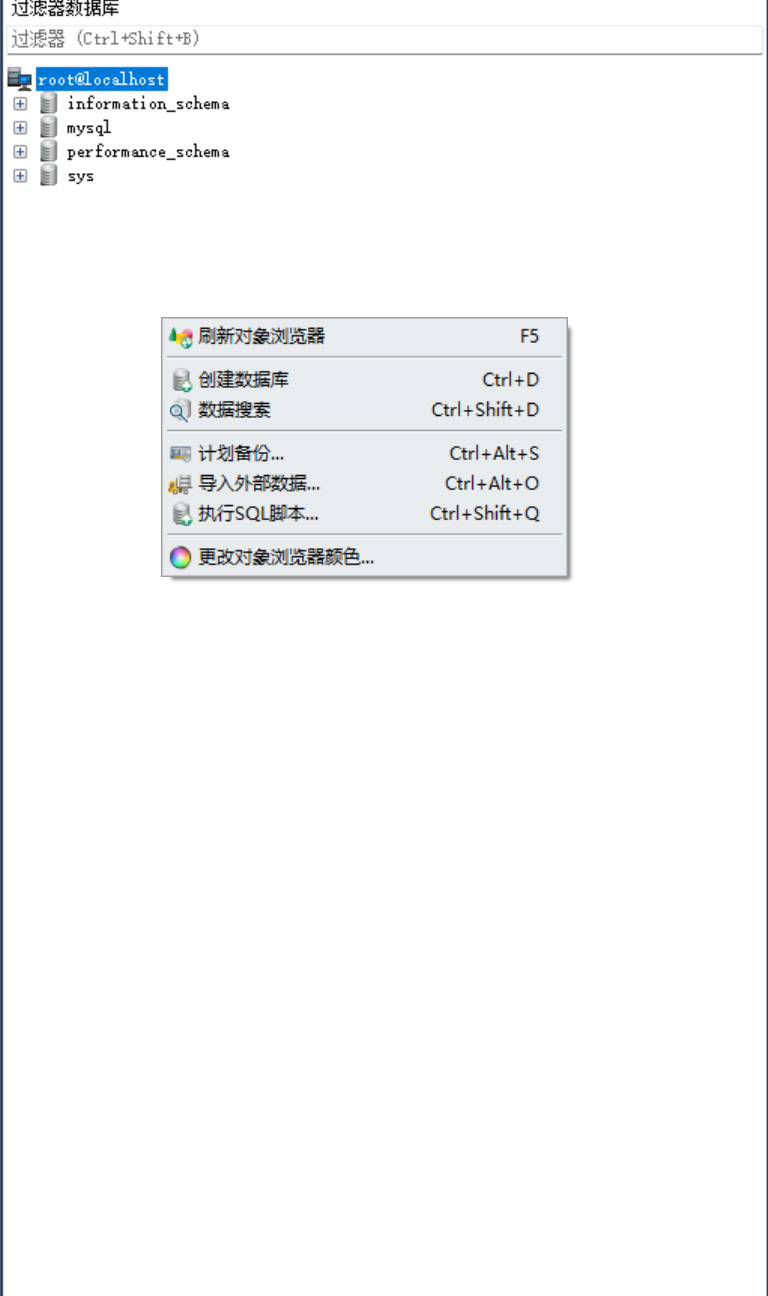 过滤器数据库
过滤器 (Ctrl+Shift+B)
root@localhost
information_schema
mysql
performance_schema
sys
刷新对象浏览器 F5
创建数据库 Ctrl+D
数据搜索 Ctrl+Shift+D
计划备份... Ctrl+Alt+S
导入外部数据... Ctrl+Alt+O
执行SQL脚本... Ctrl+Shift+Q
更改对象浏览器颜色...